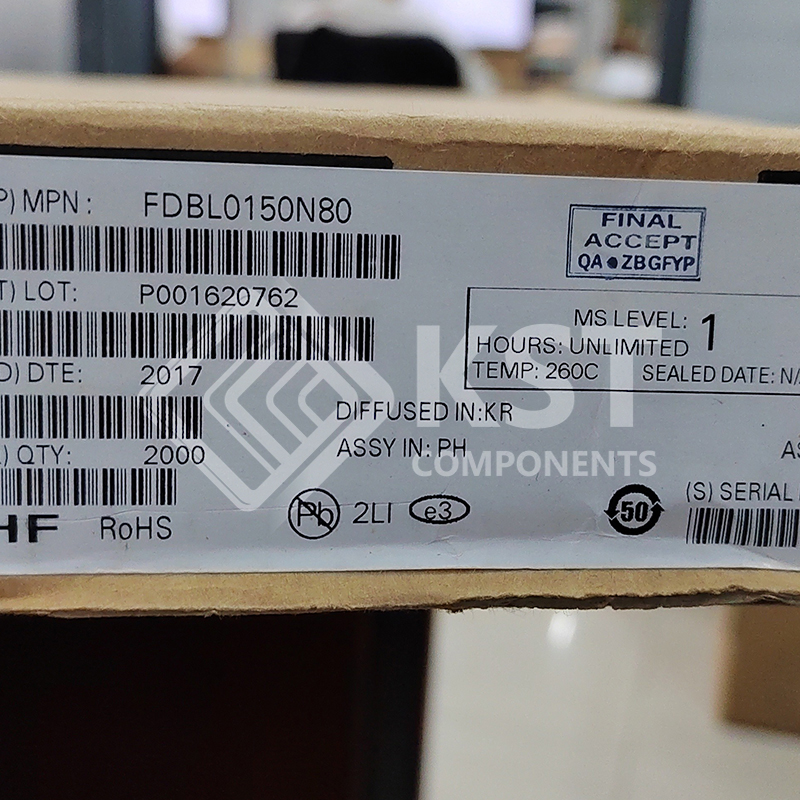 P) MPN: FDBL0150N80
FINAL
ACCEPT
QA●ZBGFYP
T) LOT: P001620762
MS LEVEL: 1
HOURS: UNLIMITED
TEMP: 260C SEALED DATE: N/
D) DTE: 2017
DIFFUSED IN:KR
) QTY: 2000
ASSY IN: PH
AS
HF RoHS
Pb 2LI e3
50
(S) SERIAL
KST
COMPONENTS